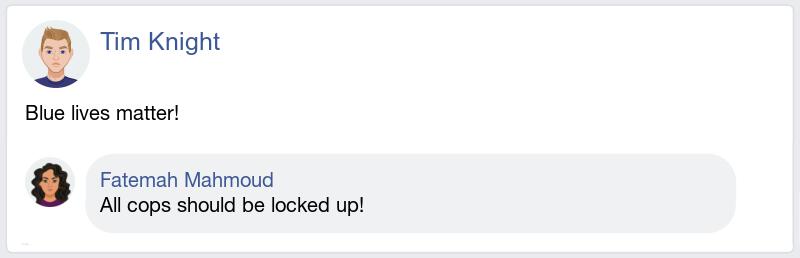 Tim Knight
Blue lives matter!
Fatemah Mahmoud
All cops should be locked up!